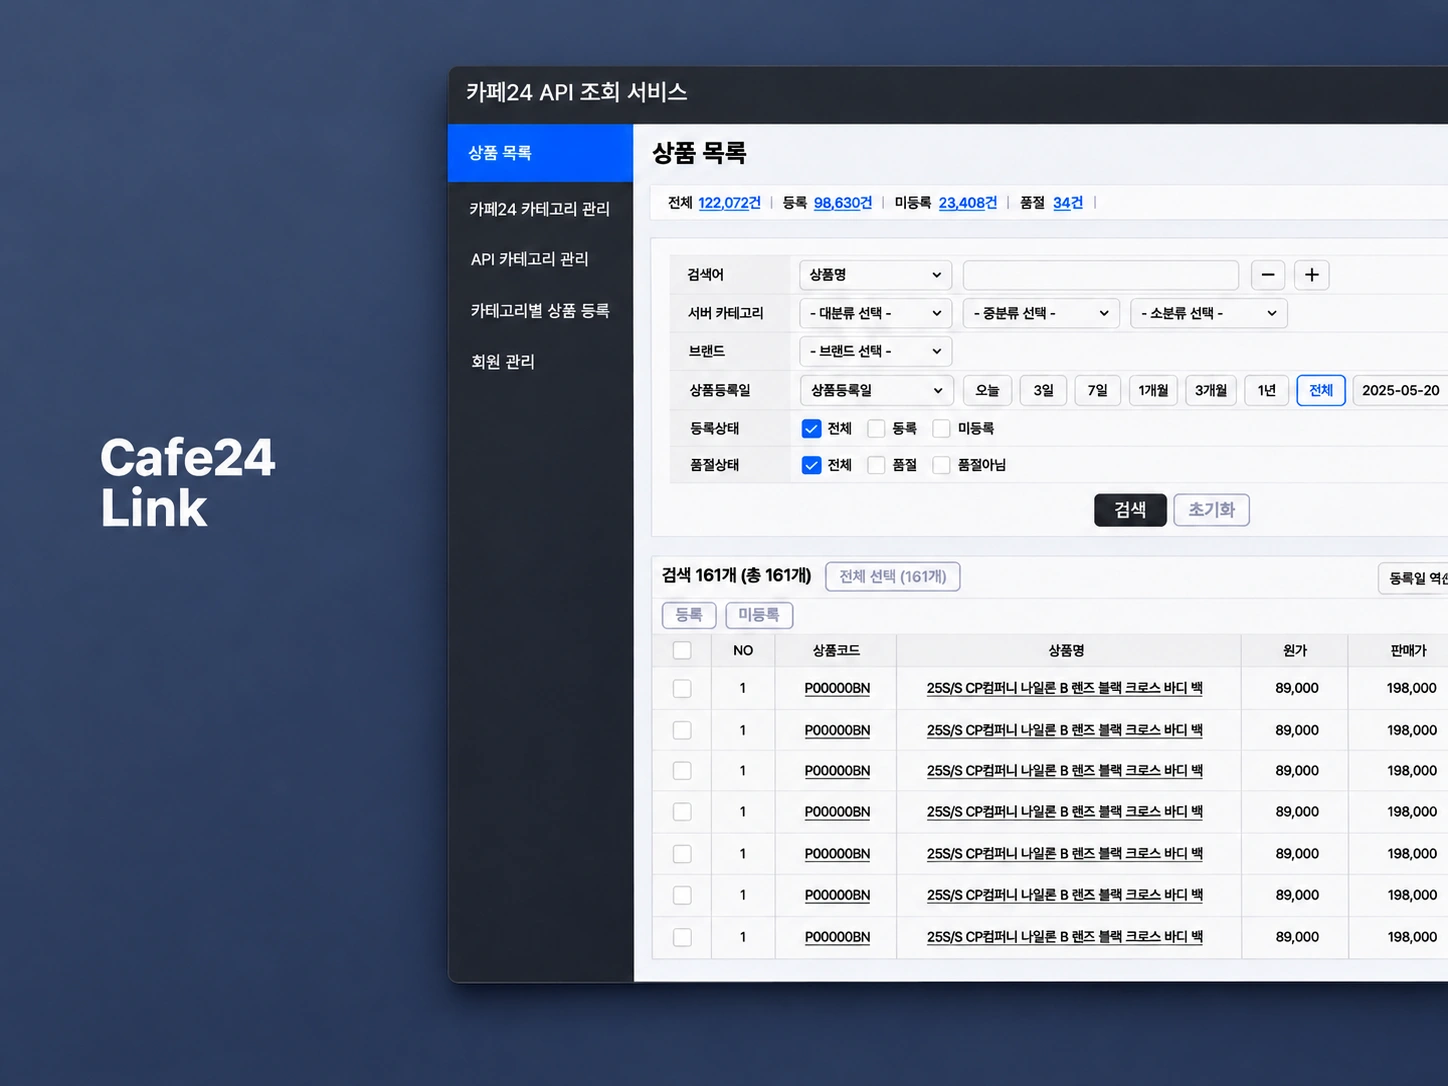 Cafe24
Link
카페24 API 조회 서비스
상품 목록
카페24 카테고리 관리
API 카테고리 관리
카테고리별 상품 등록
회원 관리
상품 목록
전체 122,072건 | 등록 98,630건 | 미등록 23,408건 | 품절 34건 |
검색어 상품명 − +
서버 카테고리 - 대분류 선택 - - 중분류 선택 - - 소분류 선택 -
브랜드 - 브랜드 선택 -
상품등록일 상품등록일 오늘 3일 7일 1개월 3개월 1년 전체 2025-05-20
등록상태 전체 등록 미등록
품절상태 전체 품절 품절아님
검색 초기화
검색 161개 (총 161개) 전체 선택 (161개) 등록일
등록 미등록
NO 상품코드 상품명 원가 판매가
1 P00000BN 25S/S CP컴퍼니 나일론 B 렌즈 블랙 크로스 바디 백 89,000 198,000
1 P00000BN 25S/S CP컴퍼니 나일론 B 렌즈 블랙 크로스 바디 백 89,000 198,000
1 P00000BN 25S/S CP컴퍼니 나일론 B 렌즈 블랙 크로스 바디 백 89,000 198,000
1 P00000BN 25S/S CP컴퍼니 나일론 B 렌즈 블랙 크로스 바디 백 89,000 198,000
1 P00000BN 25S/S CP컴퍼니 나일론 B 렌즈 블랙 크로스 바디 백 89,000 198,000
1 P00000BN 25S/S CP컴퍼니 나일론 B 렌즈 블랙 크로스 바디 백 89,000 198,000
1 P00000BN 25S/S CP컴퍼니 나일론 B 렌즈 블랙 크로스 바디 백 89,000 198,000